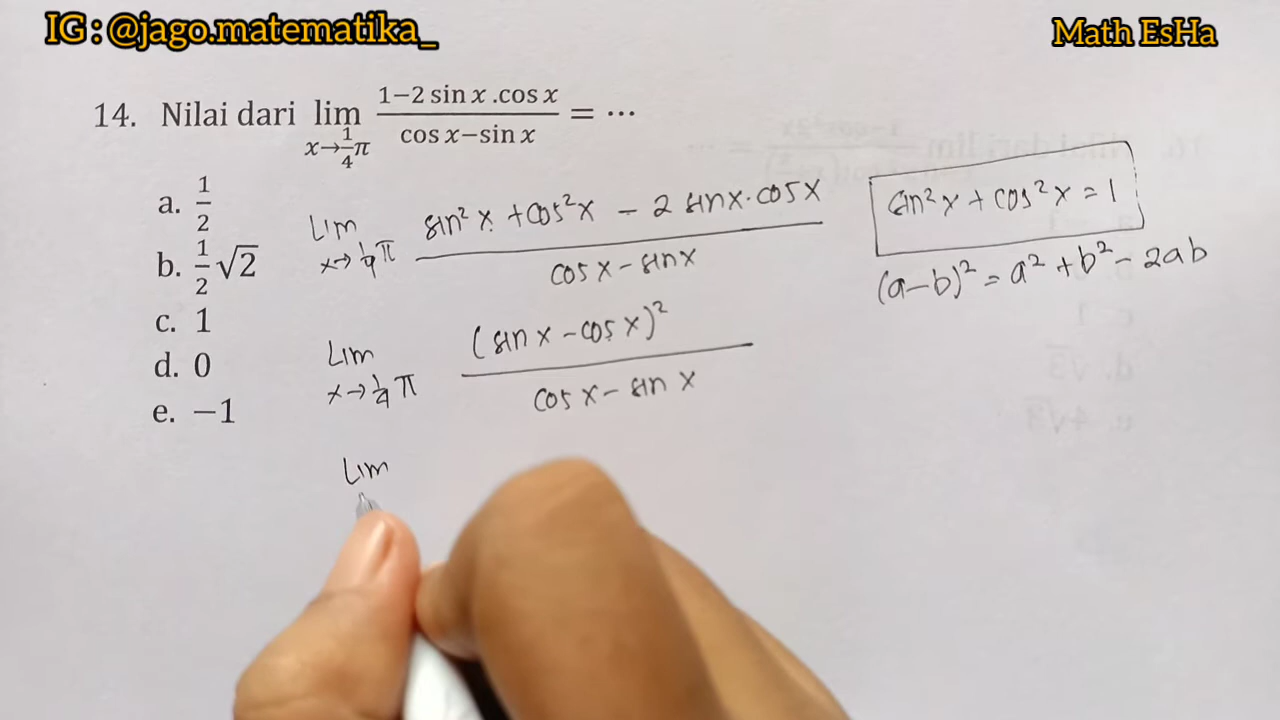 IG : @jago.matematika_
Math EsHa
14. Nilai dari lim x→1/4π (1−2 sin x .cos x)/(cos x−sin x) = ⋯
a. 1/2
b. 1/2 √2
c. 1
d. 0
e. −1
Lim x→1/4π (sin² x + cos² x − 2 sin x · cos x)/(cos x − sin x)
sin² x + cos² x = 1
(a−b)² = a² + b² − 2ab
Lim x→1/4π (sin x − cos x)²/(cos x − sin x)
Lim